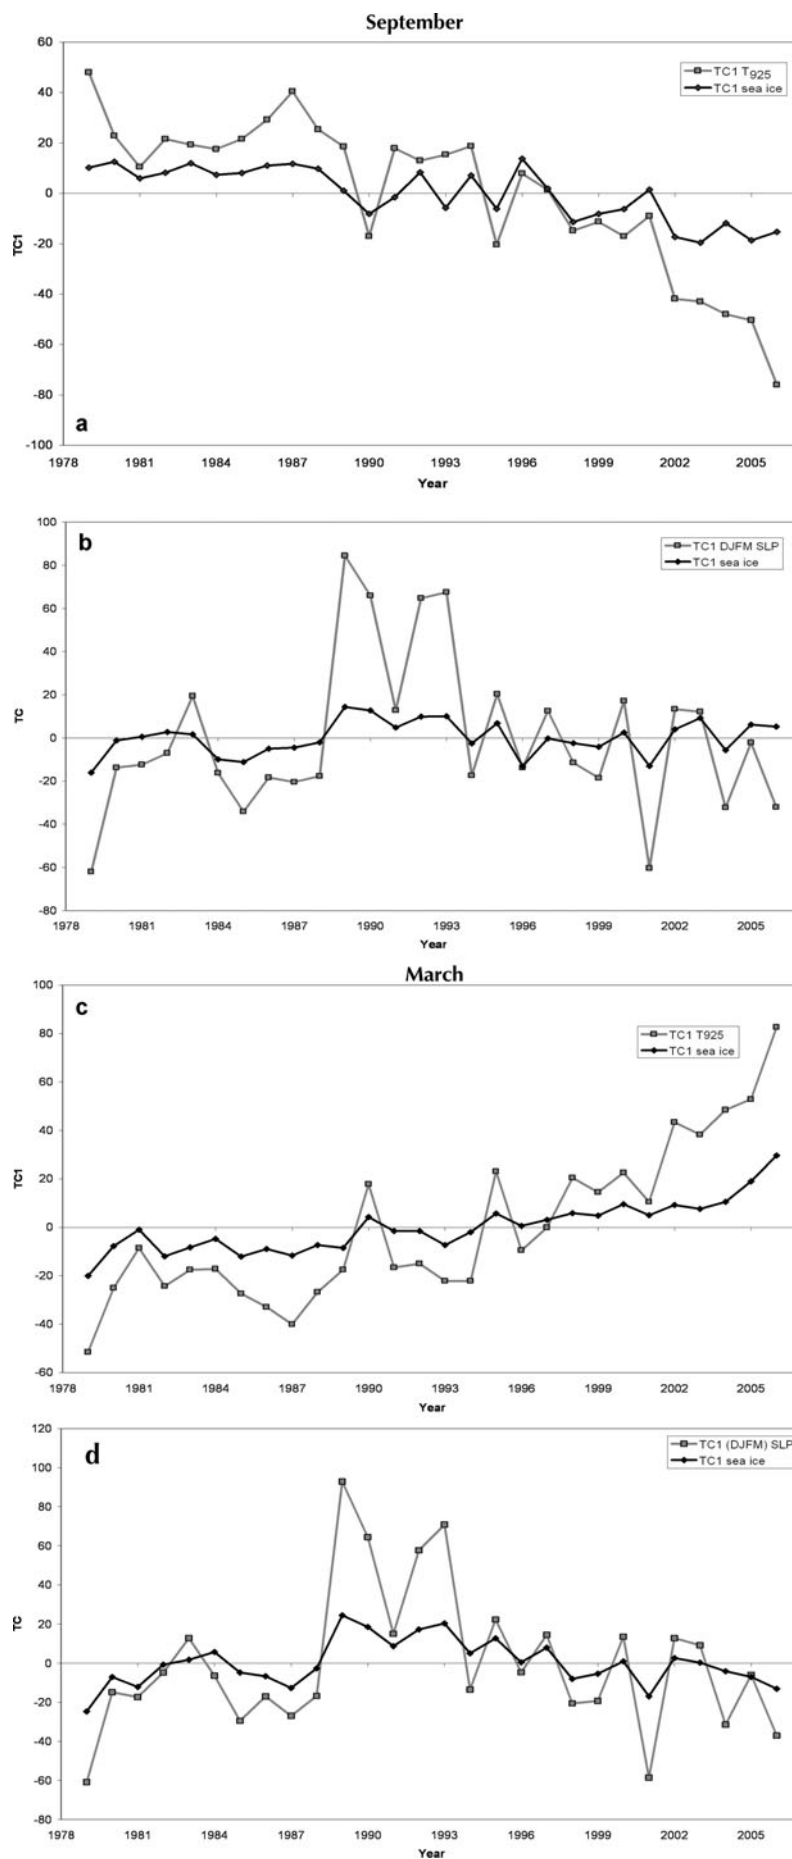 September
60
40
20
0
-20
-40
-60
-80
-100
TC1
TC1 T925
TC1 sea ice
a
1978 1981 1984 1987 1990 1993 1996 1999 2002 2005
Year
b
100
80
60
40
20
0
-20
-40
-60
-80
TC
TC1 DJFM SLP
TC1 sea ice
1978 1981 1984 1987 1990 1993 1996 1999 2002 2005
Year
March
c
100
80
60
40
20
0
-20
-40
-60
TC1
TC1 T925
TC1 sea ice
1978 1981 1984 1987 1990 1993 1996 1999 2002 2005
Year
d
120
100
80
60
40
20
0
-20
-40
-60
-80
TC
TC1 (DJFM) SLP
TC1 sea ice
1978 1981 1984 1987 1990 1993 1996 1999 2002 2005
Year